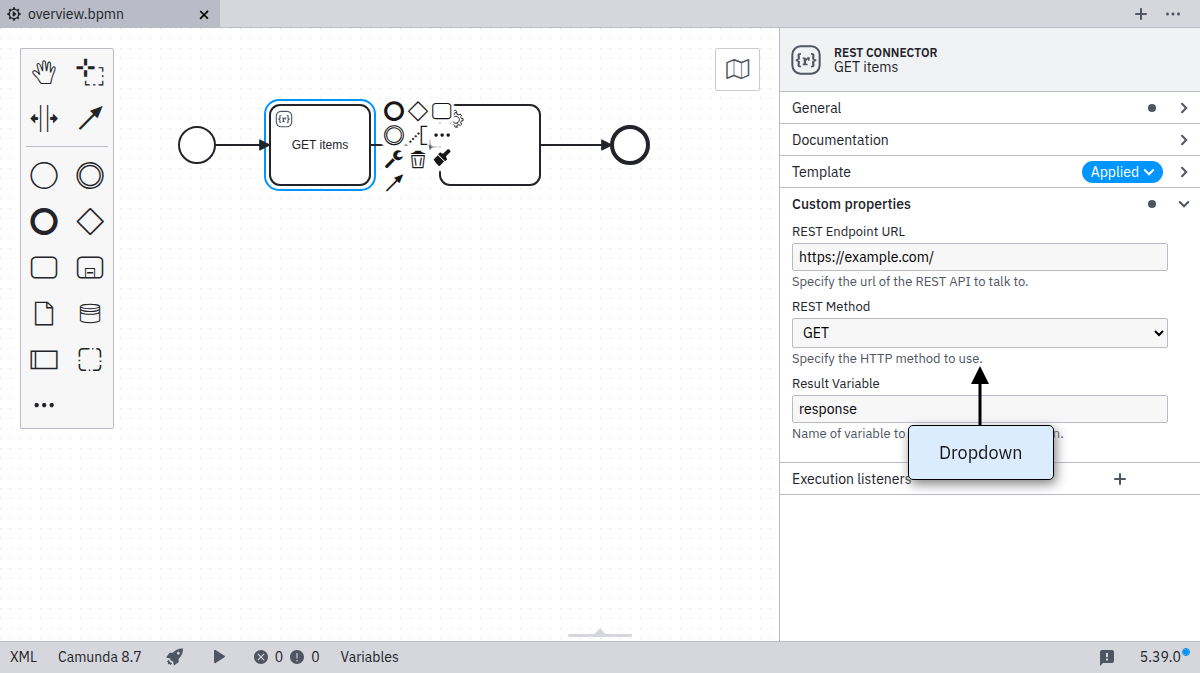 overview.bpmn
{r}
GET items
{r}
REST CONNECTOR
GET items
General
Documentation
Template
Applied
Custom properties
REST Endpoint URL
https://example.com/
Specify the url of the REST API to talk to.
REST Method
GET
Specify the HTTP method to use.
Result Variable
response
Name of variable to
Dropdown
Execution listeners
XML
Camunda 8.7
0
0
Variables
5.39.0